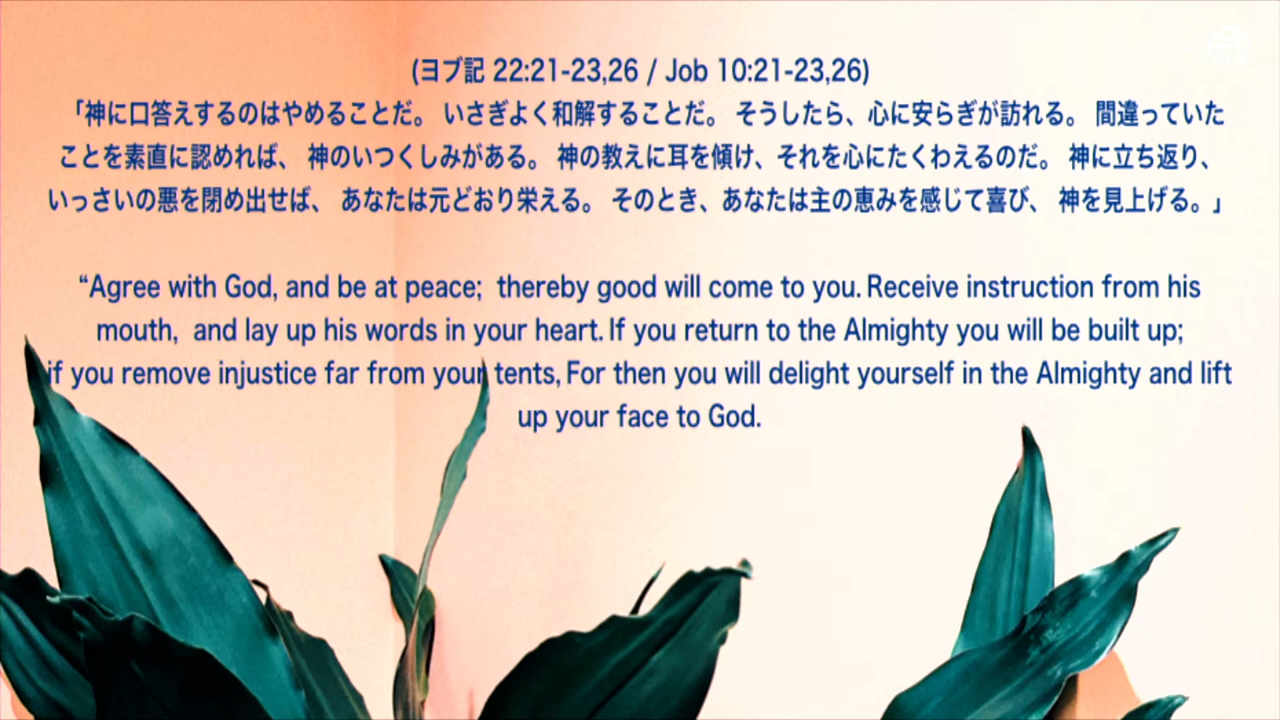 (ヨブ記 22:21-23,26 / Job 10:21-23,26)
「神に口答えするのはやめることだ。 いさぎよく和解することだ。 そうしたら、心に安らぎが訪れる。 間違っていた
ことを素直に認めれば、 神のいつくしみがある。 神の教えに耳を傾け、それを心にたくわえるのだ。 神に立ち返り、
いっさいの悪を閉め出せば、 あなたは元どおり栄える。 そのとき、あなたは主の恵みを感じて喜び、 神を見上げる。」
“Agree with God, and be at peace; thereby good will come to you. Receive instruction from his
mouth, and lay up his words in your heart. If you return to the Almighty you will be built up;
if you remove injustice far from your tents, For then you will delight yourself in the Almighty and lift
up your face to God.